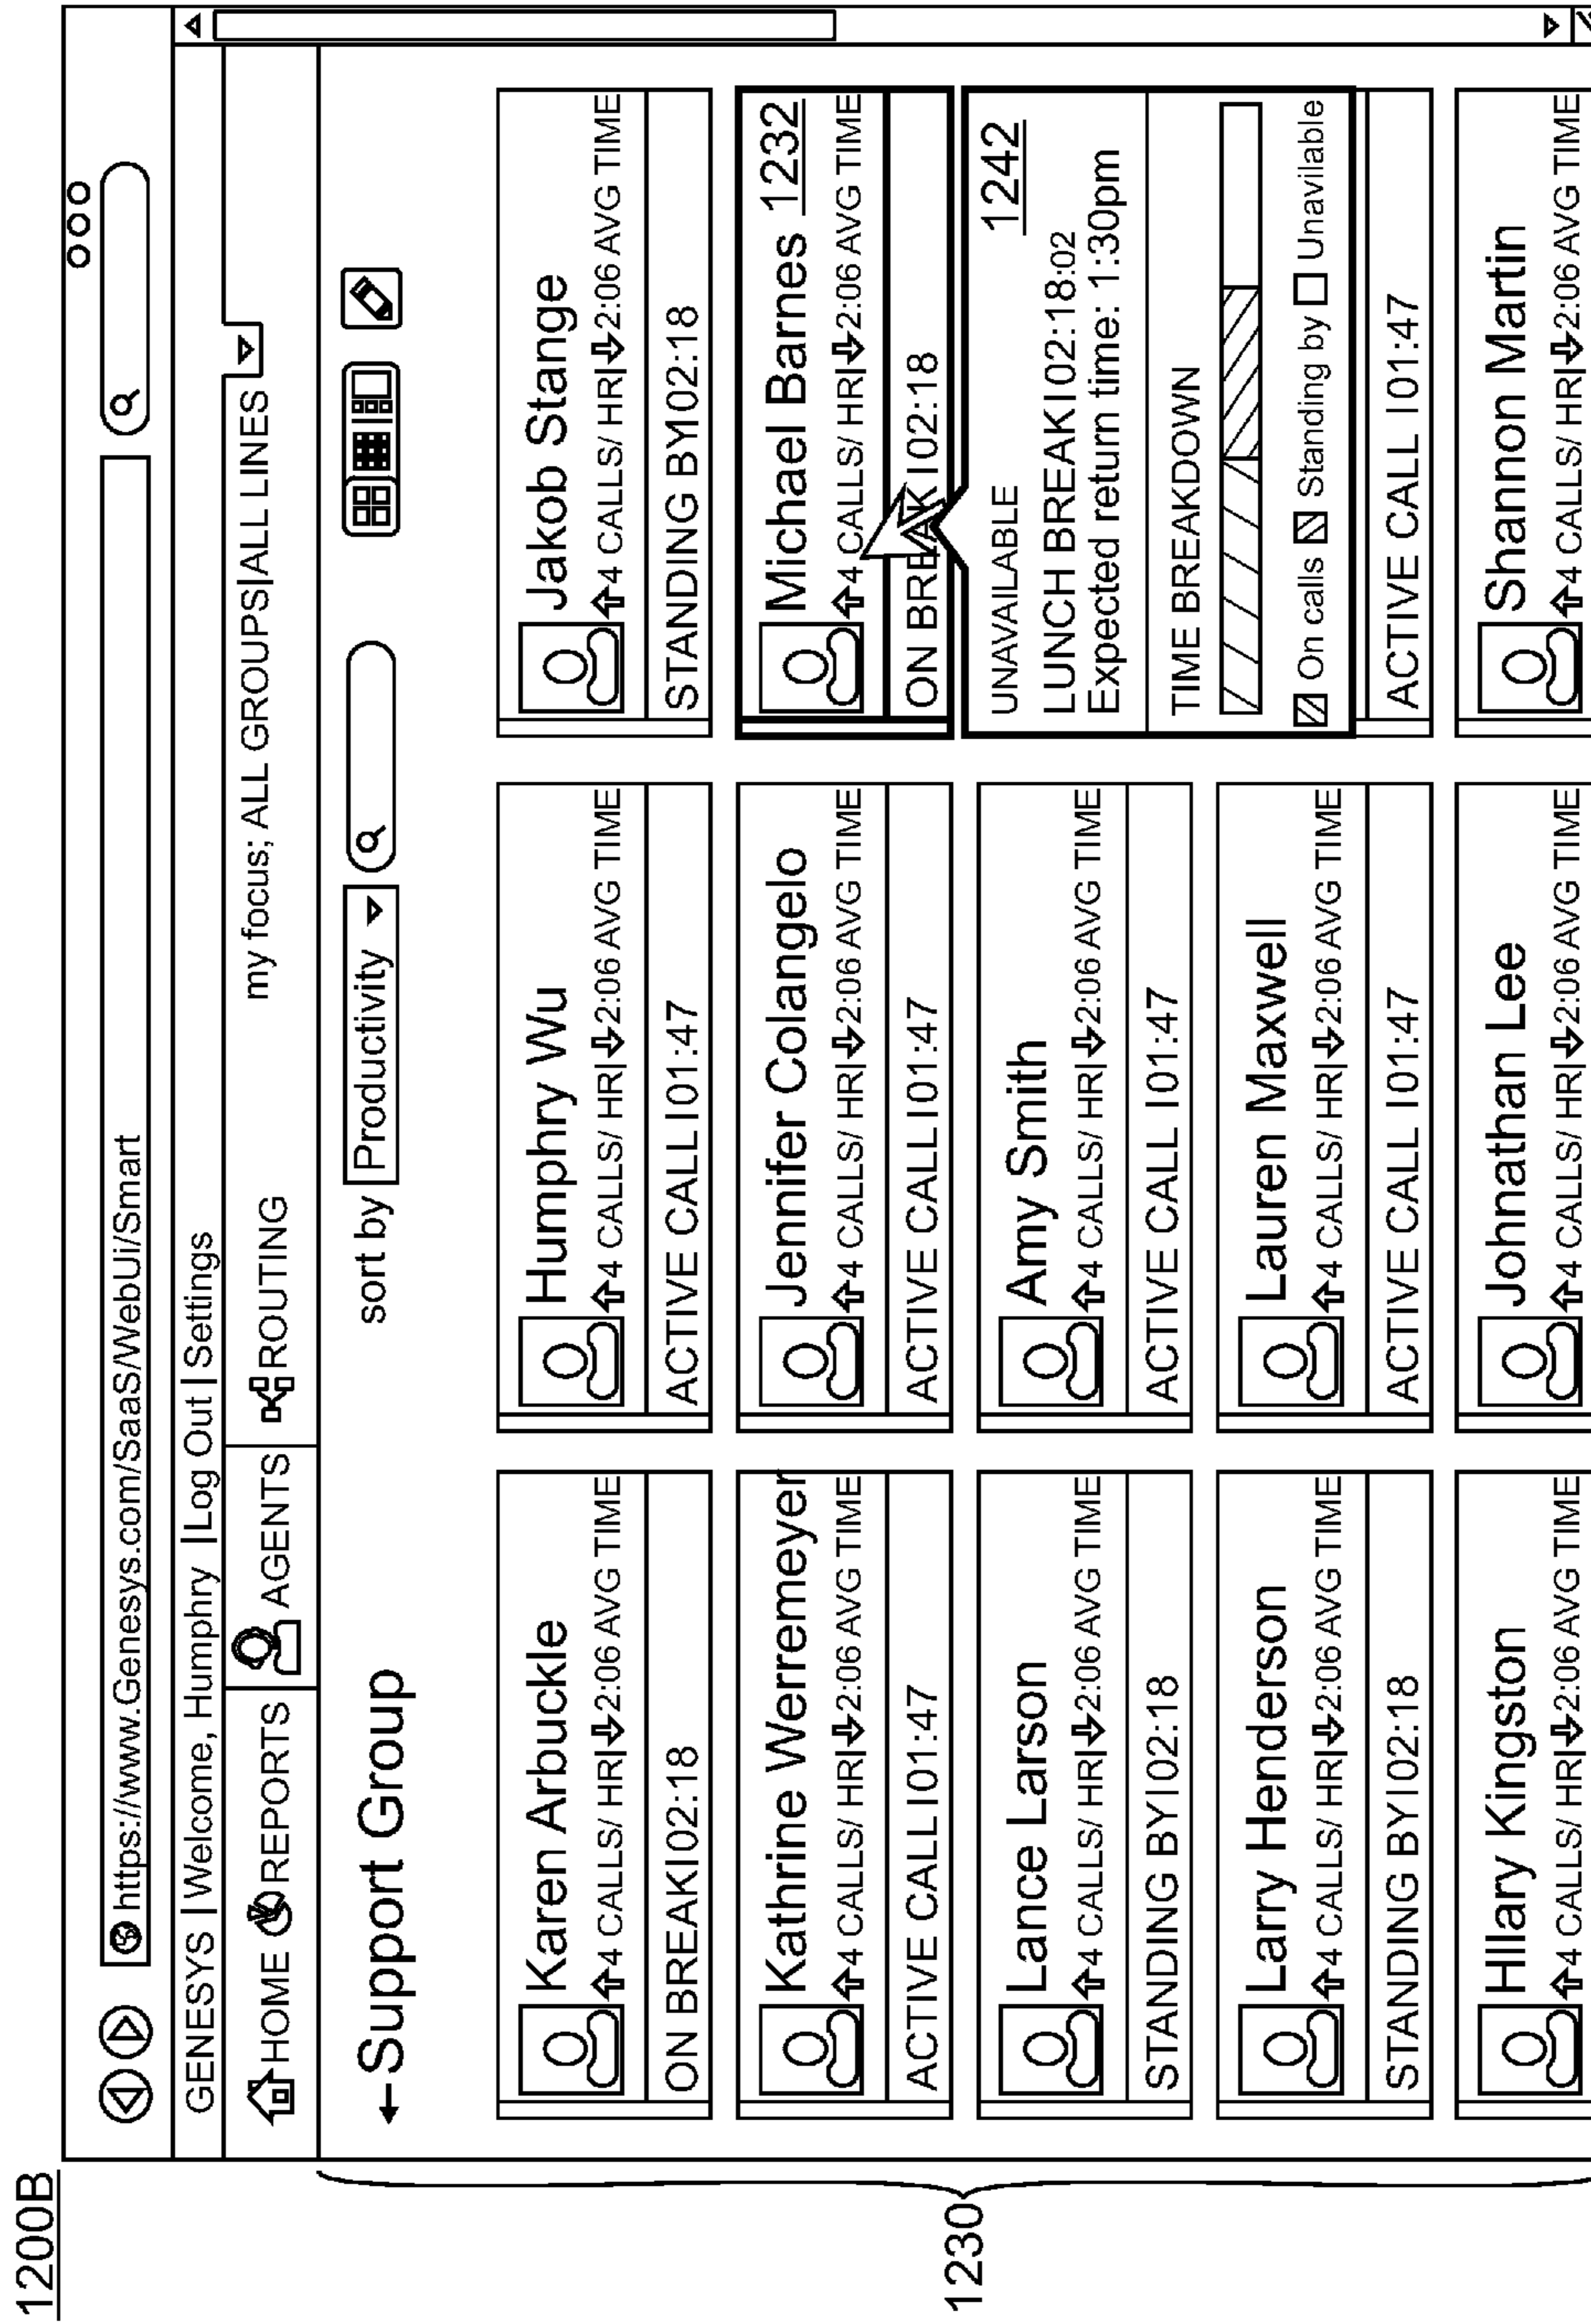 1200B
https://www.Genesys.com/SaaS/WebUi/Smart
GENESYS | Welcome, Humphry | Log Out | Settings
HOME REPORTS AGENTS ROUTING my focus; ALL GROUPS|ALL LINES
←Support Group sort by Productivity
Karen Arbuckle Humphry Wu Jakob Stange
4 CALLS/ HR|2:06 AVG TIME 4 CALLS/ HR|2:06 AVG TIME 4 CALLS/ HR|2:06 AVG TIME
ON BREAK|02:18 ACTIVE CALL|01:47 STANDING BY|02:18
Kathrine Werremeyer Jennifer Colangelo Michael Barnes 1232
4 CALLS/ HR|2:06 AVG TIME 4 CALLS/ HR|2:06 AVG TIME 4 CALLS/ HR|2:06 AVG TIME
ACTIVE CALL|01:47 ACTIVE CALL|01:47 ON BREAK|02:18
1230
Lance Larson Amy Smith
4 CALLS/ HR|2:06 AVG TIME 4 CALLS/ HR|2:06 AVG TIME
STANDING BY|02:18 ACTIVE CALL |01:47
UNAVAILABLE 1242
LUNCH BREAK|02:18:02
Expected return time: 1:30pm
TIME BREAKDOWN
On calls Standing by Unavilable
Larry Henderson Lauren Maxwell
4 CALLS/ HR|2:06 AVG TIME 4 CALLS/ HR|2:06 AVG TIME
STANDING BY|02:18 ACTIVE CALL |01:47 ACTIVE CALL |01:47
HIlary Kingston Johnathan Lee Shannon Martin
4 CALLS/ HR|2:06 AVG TIME 4 CALLS/ HR|2:06 AVG TIME 4 CALLS/ HR|2:06 AVG TIME